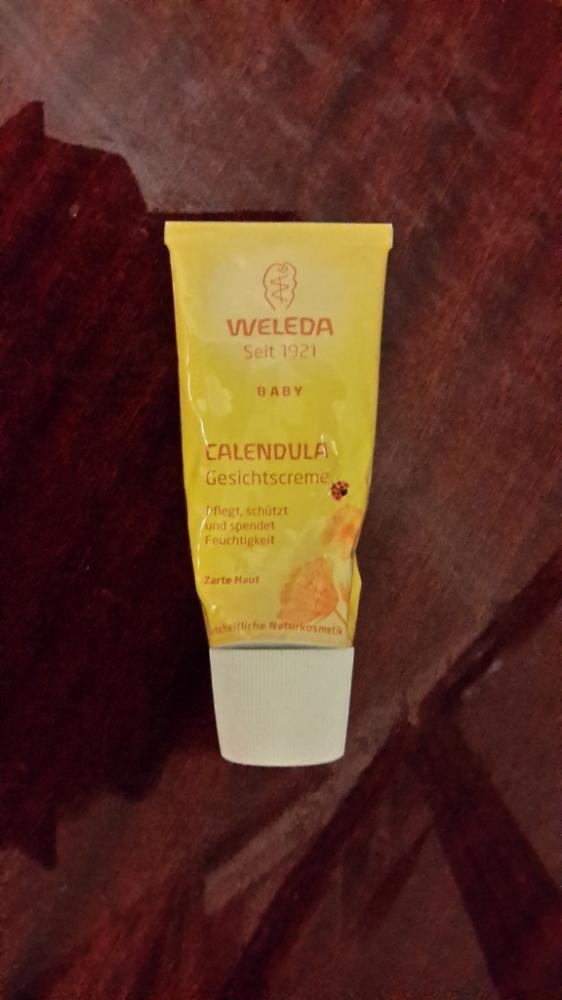 WELEDA
Seit 1921
BABY
CALENDULA
Gesichtscreme
Pflegt, schützt
und spendet
Feuchtigkeit
Zarte Haut
Naturkosmetik